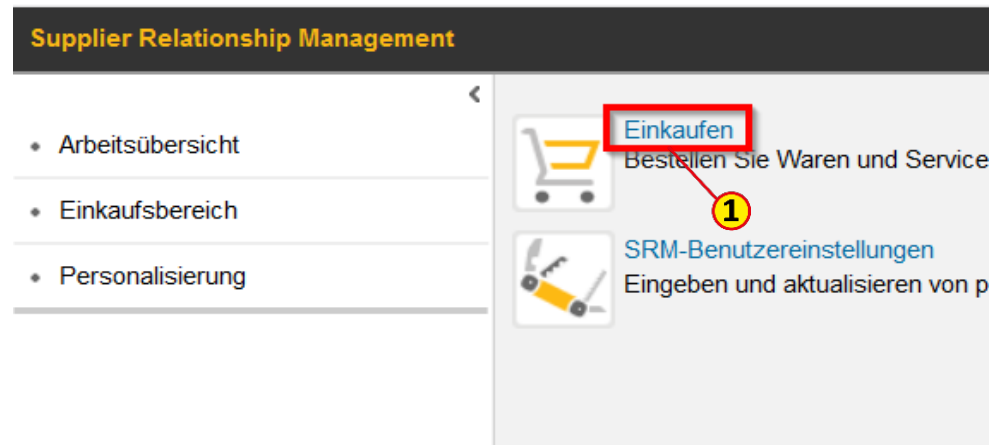 Supplier Relationship Management
Arbeitsübersicht
Einkaufsbereich
Personalisierung
Einkaufen
Bestellen Sie Waren und Service
1
SRM-Benutzereinstellungen
Eingeben und aktualisieren von p